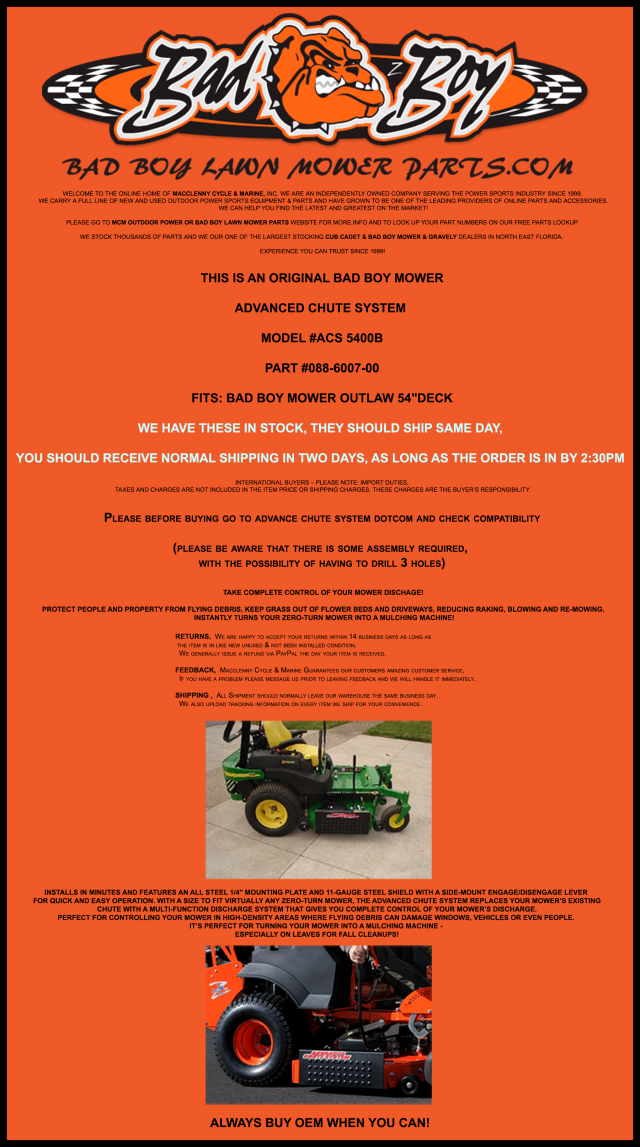 Bad Boy
Z
BAD BOY LAWN MOWER PARTS.COM
WELCOME TO THE ONLINE HOME OF MACCLENNY CYCLE & MARINE, INC. WE ARE AN INDEPENDENTLY OWNED COMPANY SERVING THE POWER SPORTS INDUSTRY SINCE 1999.
WE CARRY A FULL LINE OF NEW AND USED OUTDOOR POWER SPORTS EQUIPMENT & PARTS AND HAVE GROWN TO BE ONE OF THE LEADING PROVIDERS OF ONLINE PARTS AND ACCESSORIES.
WE CAN HELP YOU FIND THE LATEST AND GREATEST ON THE MARKET!
PLEASE GO TO MCM OUTDOOR POWER OR BAD BOY LAWN MOWER PARTS WEBSITE FOR MORE INFO AND TO LOOK UP YOUR PART NUMBERS ON OUR FREE PARTS LOOKUP.
WE STOCK THOUSANDS OF PARTS AND WE OUR ONE OF THE LARGEST STOCKING CUB CADET & BAD BOY MOWER & GRAVELY DEALERS IN NORTH EAST FLORIDA.
EXPERIENCE YOU CAN TRUST SINCE 1999!
THIS IS AN ORIGINAL BAD BOY MOWER
ADVANCED CHUTE SYSTEM
MODEL #ACS 5400B
PART #088-6007-00
FITS: BAD BOY MOWER OUTLAW 54"DECK
WE HAVE THESE IN STOCK, THEY SHOULD SHIP SAME DAY,
YOU SHOULD RECEIVE NORMAL SHIPPING IN TWO DAYS, AS LONG AS THE ORDER IS IN BY 2:30PM
INTERNATIONAL BUYERS – PLEASE NOTE: IMPORT DUTIES,
TAXES AND CHARGES ARE NOT INCLUDED IN THE ITEM PRICE OR SHIPPING CHARGES. THESE CHARGES ARE THE BUYER'S RESPONSIBILITY.
PLEASE BEFORE BUYING GO TO ADVANCE CHUTE SYSTEM DOTCOM AND CHECK COMPATIBILITY
(PLEASE BE AWARE THAT THERE IS SOME ASSEMBLY REQUIRED,
WITH THE POSSIBILITY OF HAVING TO DRILL 3 HOLES)
TAKE COMPLETE CONTROL OF YOUR MOWER DISCHAGE!
PROTECT PEOPLE AND PROPERTY FROM FLYING DEBRIS, KEEP GRASS OUT OF FLOWER BEDS AND DRIVEWAYS, REDUCING RAKING, BLOWING AND RE-MOWING.
INSTANTLY TURNS YOUR ZERO-TURN MOWER INTO A MULCHING MACHINE!
RETURNS, WE ARE HAPPY TO ACCEPT YOUR RETURNS WITHIN 14 BUSINESS DAYS AS LONG AS
THE ITEM IS IN LIKE NEW UNUSED & NOT BEEN INSTALLED CONDITION.
WE GENERALLY ISSUE A REFUND VIA PAYPAL THE DAY YOUR ITEM IS RECEIVED.
FEEDBACK, MACCLENNY CYCLE & MARINE GUARANTEES OUR CUSTOMERS AMAZING CUSTOMER SERVICE,
IF YOU HAVE A PROBLEM PLEASE MESSAGE US PRIOR TO LEAVING FEEDBACK AND WE WILL HANDLE IT IMMEDIATELY.
SHIPPING , ALL SHIPMENT SHOULD NORMALLY LEAVE OUR WAREHOUSE THE SAME BUSINESS DAY.
WE ALSO UPLOAD TRACKING INFORMATION ON EVERY ITEM WE SHIP FOR YOUR CONVENIENCE.
INSTALLS IN MINUTES AND FEATURES AN ALL STEEL 1/4" MOUNTING PLATE AND 11-GAUGE STEEL SHIELD WITH A SIDE-MOUNT ENGAGE/DISENGAGE LEVER
FOR QUICK AND EASY OPERATION. WITH A SIZE TO FIT VIRTUALLY ANY ZERO-TURN MOWER, THE ADVANCED CHUTE SYSTEM REPLACES YOUR MOWER'S EXISTING
CHUTE WITH A MULTI-FUNCTION DISCHARGE SYSTEM THAT GIVES YOU COMPLETE CONTROL OF YOUR MOWER'S DISCHARGE.
PERFECT FOR CONTROLLING YOUR MOWER IN HIGH-DENSITY AREAS WHERE FLYING DEBRIS CAN DAMAGE WINDOWS, VEHICLES OR EVEN PEOPLE.
IT'S PERFECT FOR TURNING YOUR MOWER INTO A MULCHING MACHINE -
ESPECIALLY ON LEAVES FOR FALL CLEANUPS!
ALWAYS BUY OEM WHEN YOU CAN!